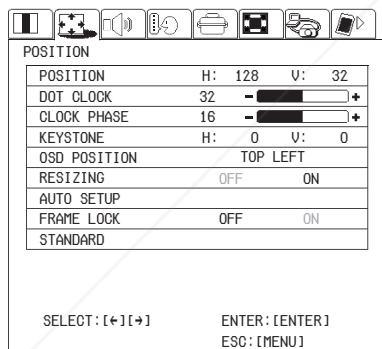 POSITION
POSITION H: 128 V: 32
DOT CLOCK 32 - +
CLOCK PHASE 16 - +
KEYSTONE H: 0 V: 0
OSD POSITION TOP LEFT
RESIZING OFF ON
AUTO SETUP
FRAME LOCK OFF ON
STANDARD
SELECT:[←][→] ENTER:[ENTER]
ESC:[MENU]